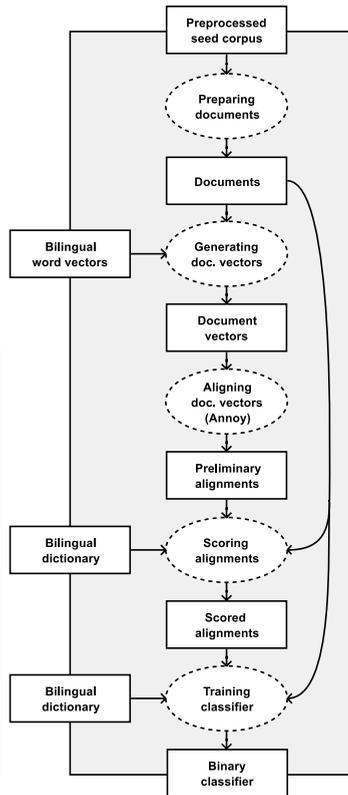 Preprocessed
seed corpus
Preparing
documents
Documents
Bilingual
word vectors
Generating
doc. vectors
Document
vectors
Aligning
doc. vectors
(Annoy)
Preliminary
alignments
Bilingual
dictionary
Scoring
alignments
Scored
alignments
Bilingual
dictionary
Training
classifier
Binary
classifier